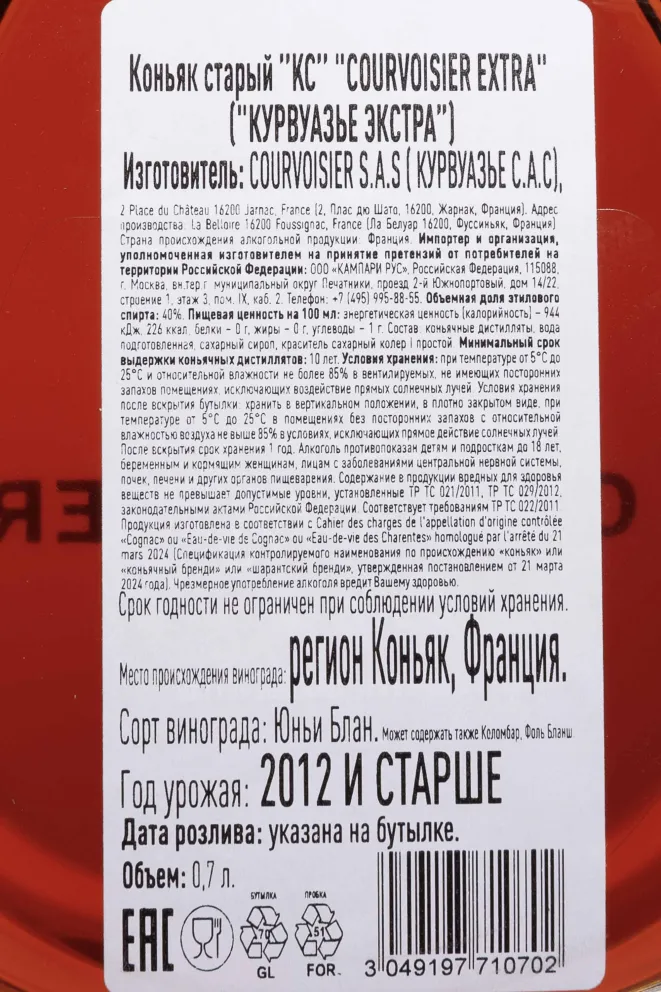 Коньяк старый "КС" "COURVOISIER EXTRA"
("КУРВУАЗЬЕ ЭКСТРА")
Изготовитель: COURVOISIER S.A.S ( КУРВУАЗЬЕ С.А.С),
2 Place du Château 16200 Jarnac, France (2, Плас дю Шато, 16200, Жарнак, Франция). Адрес
производства: La Belloire 16200 Foussignac, France (Ла Белуар 16200, Фуссиньяк, Франция)
Страна происхождения алкогольной продукции: Франция. Импортер и организация,
уполномоченная изготовителем на принятие претензий от потребителей на
территории Российской Федерации: ООО «КАМПАРИ РУС», Российская Федерация, 115088,
г. Москва, вн.тер.г. муниципальный округ Печатники, проезд 2-й Южнопортовый, дом 14/22,
строение 1, этаж 3, пом. IX, каб. 2. Телефон: +7 (495) 995-88-55. Объемная доля этилового
спирта: 40%. Пищевая ценность на 100 мл: энергетическая ценность (калорийность) – 944
кДж, 226 ккал, белки – 0 г, жиры – 0 г, углеводы – 1 г. Состав: коньячные дистилляты, вода
подготовленная, сахарный сироп, краситель сахарный колер I простой. Минимальный срок
выдержки коньячных дистиллятов: 10 лет. Условия хранения: при температуре от 5°С до
25°С и относительной влажности не более 85% в вентилируемых, не имеющих посторонних
запахов помещениях, исключающих воздействие прямых солнечных лучей. Условия хранения
после вскрытия бутылки: хранить в вертикальном положении, в плотно закрытом виде, при
температуре от 5°С до 25°С в помещениях без посторонних запахов с относительной
влажностью воздуха не выше 85% в условиях, исключающих прямое действие солнечных лучей.
После вскрытия срок хранения 1 год. Алкоголь противопоказан детям и подросткам до 18 лет,
беременным и кормящим женщинам, лицам с заболеваниями центральной нервной системы,
почек, печени и других органов пищеварения. Содержание в продукции вредных для здоровья
веществ не превышает допустимые уровни, установленные ТР ТС 021/2011, ТР ТС 029/2012,
законодательными актами Российской Федерации. Соответствует требованиям ТР ТС 022/2011.
Продукция изготовлена в соответствии с Cahier des charges de l'appellation d'origine contrôlée
«Cognac» ou «Eau-de-vie de Cognac» ou «Eau-de-vie des Charentes» homologué par l'arrêté du 21
mars 2024 (Спецификация контролируемого наименования по происхождению «коньяк» или
«коньячный бренди» или «шарантский бренди», утвержденная постановлением от 21 марта
2024 года). Чрезмерное употребление алкоголя вредит Вашему здоровью.
Срок годности не ограничен при соблюдении условий хранения.
Место происхождения винограда: регион Коньяк, Франция.
Сорт винограда: Юньи Блан. Может содержать также Коломбар, Фоль Бланш
Год урожая: 2012 И СТАРШЕ
Дата розлива: указана на бутылке.
Объем: 0,7 л.
БУТЫЛКА ПРОБКА
EAC 70 51
GL FOR
3 049197 710702